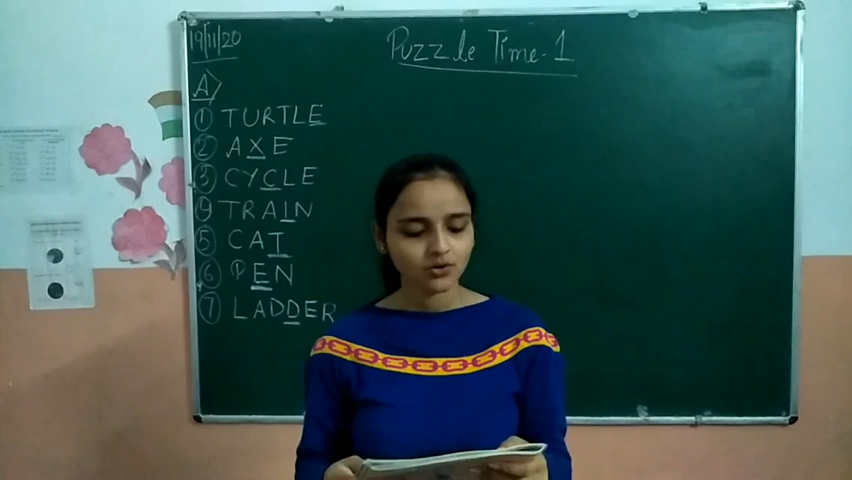 19/11/20
Puzzle Time-1
A>
1 TURTLE
2 AXE
3 CYCLE
4 TRAIN
5 CAT
6 PEN
7 LADDER